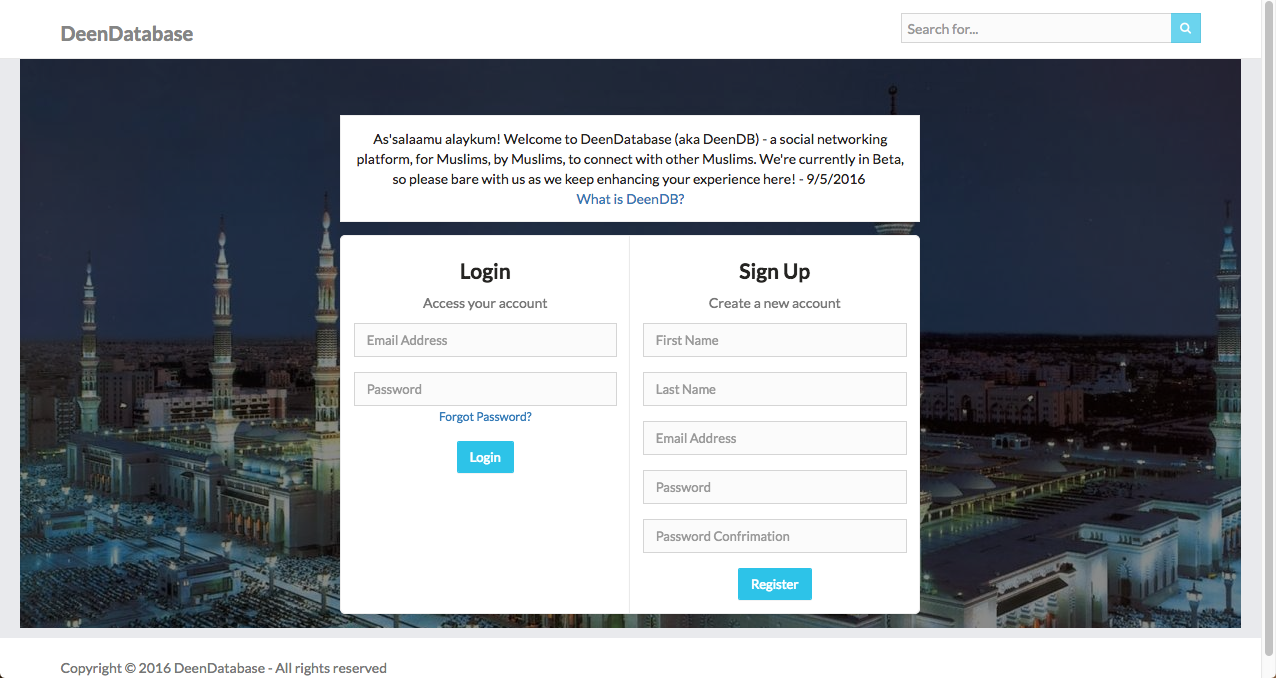 DeenDatabase
Search for...
As'salaamu alaykum! Welcome to DeenDatabase (aka DeenDB) - a social networking
platform, for Muslims, by Muslims, to connect with other Muslims. We're currently in Beta,
so please bare with us as we keep enhancing your experience here! - 9/5/2016
What is DeenDB?
Login
Access your account
Email Address
Password
Forgot Password?
Login
Sign Up
Create a new account
First Name
Last Name
Email Address
Password
Password Confrimation
Register
Copyright © 2016 DeenDatabase - All rights reserved